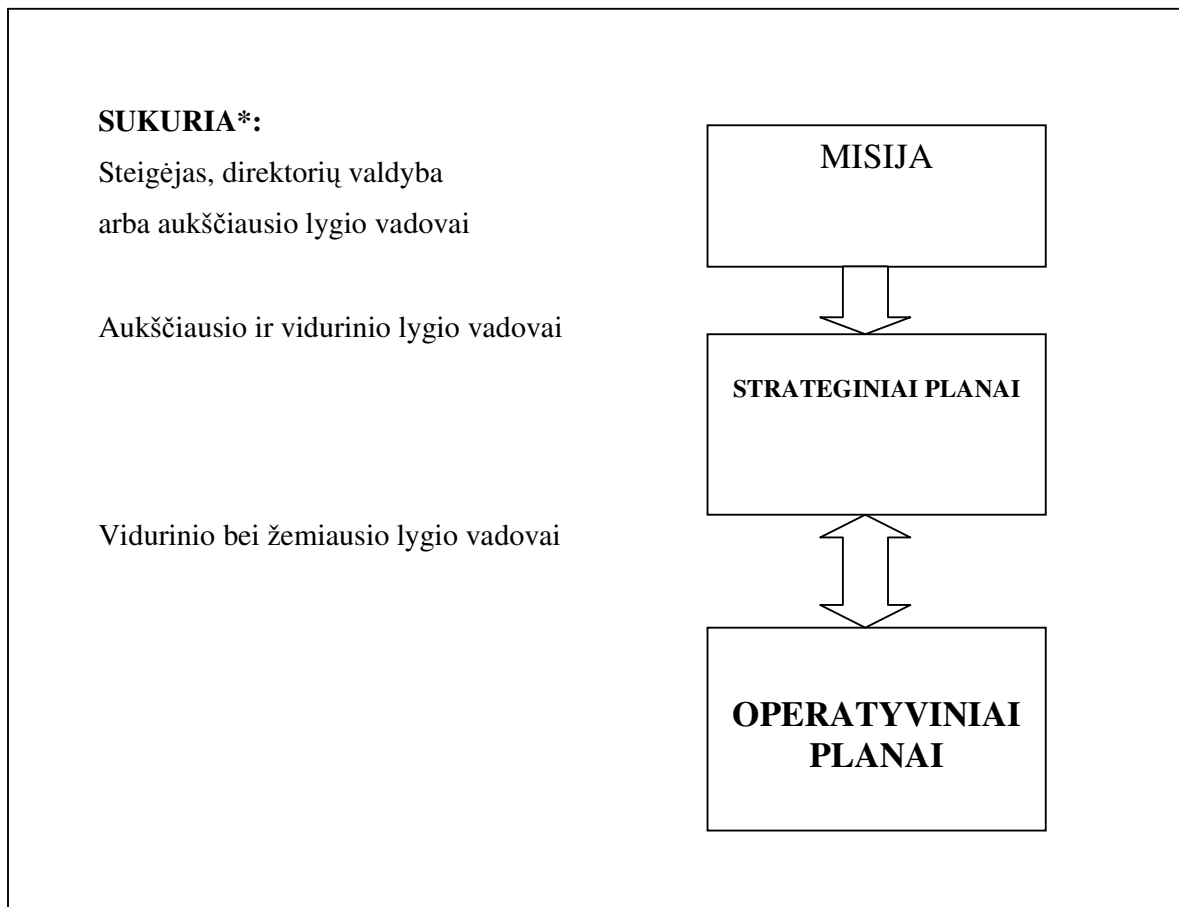 SUKURIA*:
Steigėjas, direktorių valdyba
arba aukščiausio lygio vadovai
MISIJA
Aukščiausio ir vidurinio lygio vadovai
STRATEGINIAI PLANAI
Vidurinio bei žemiausio lygio vadovai
OPERATYVINIAI
PLANAI